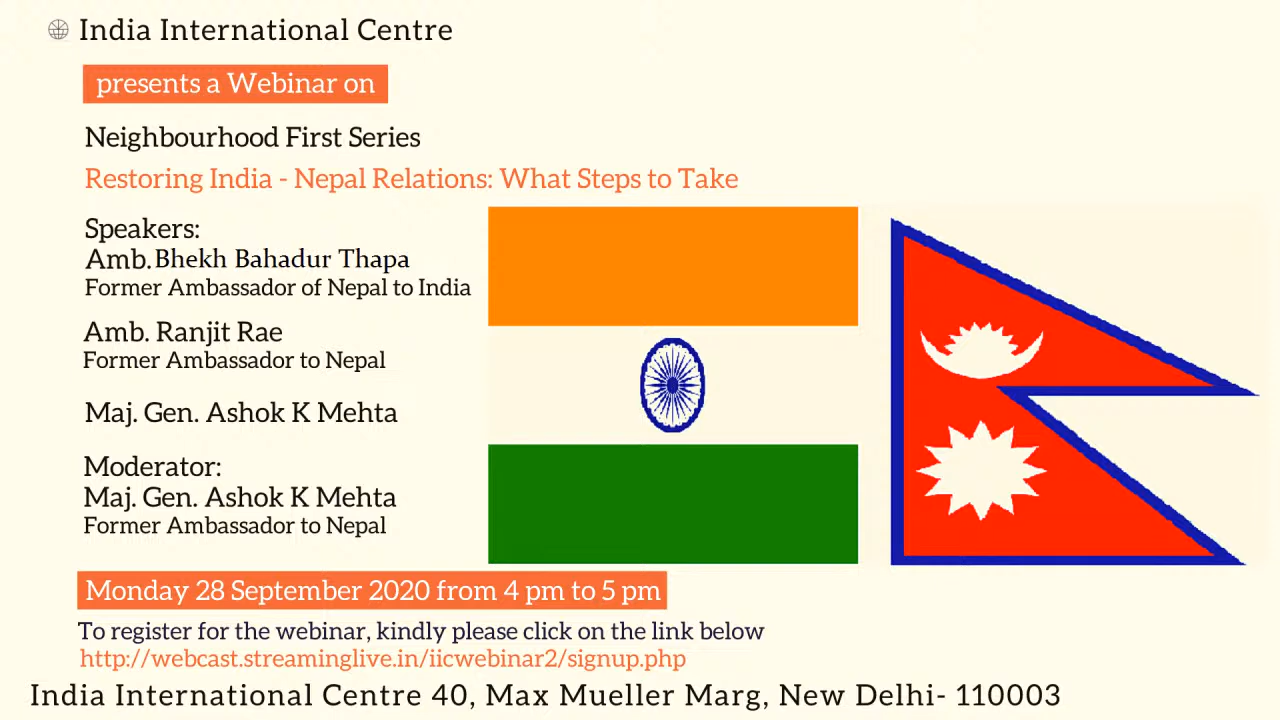 India International Centre
presents a Webinar on
Neighbourhood First Series
Restoring India - Nepal Relations: What Steps to Take
Speakers:
Amb. Bhekh Bahadur Thapa
Former Ambassador of Nepal to India
Amb. Ranjit Rae
Former Ambassador to Nepal
Maj. Gen. Ashok K Mehta
Moderator:
Maj. Gen. Ashok K Mehta
Former Ambassador to Nepal
Monday 28 September 2020 from 4 pm to 5 pm
To register for the webinar, kindly please click on the link below
http://webcast.streaminglive.in/iicwebinar2/signup.php
India International Centre 40, Max Mueller Marg, New Delhi- 110003